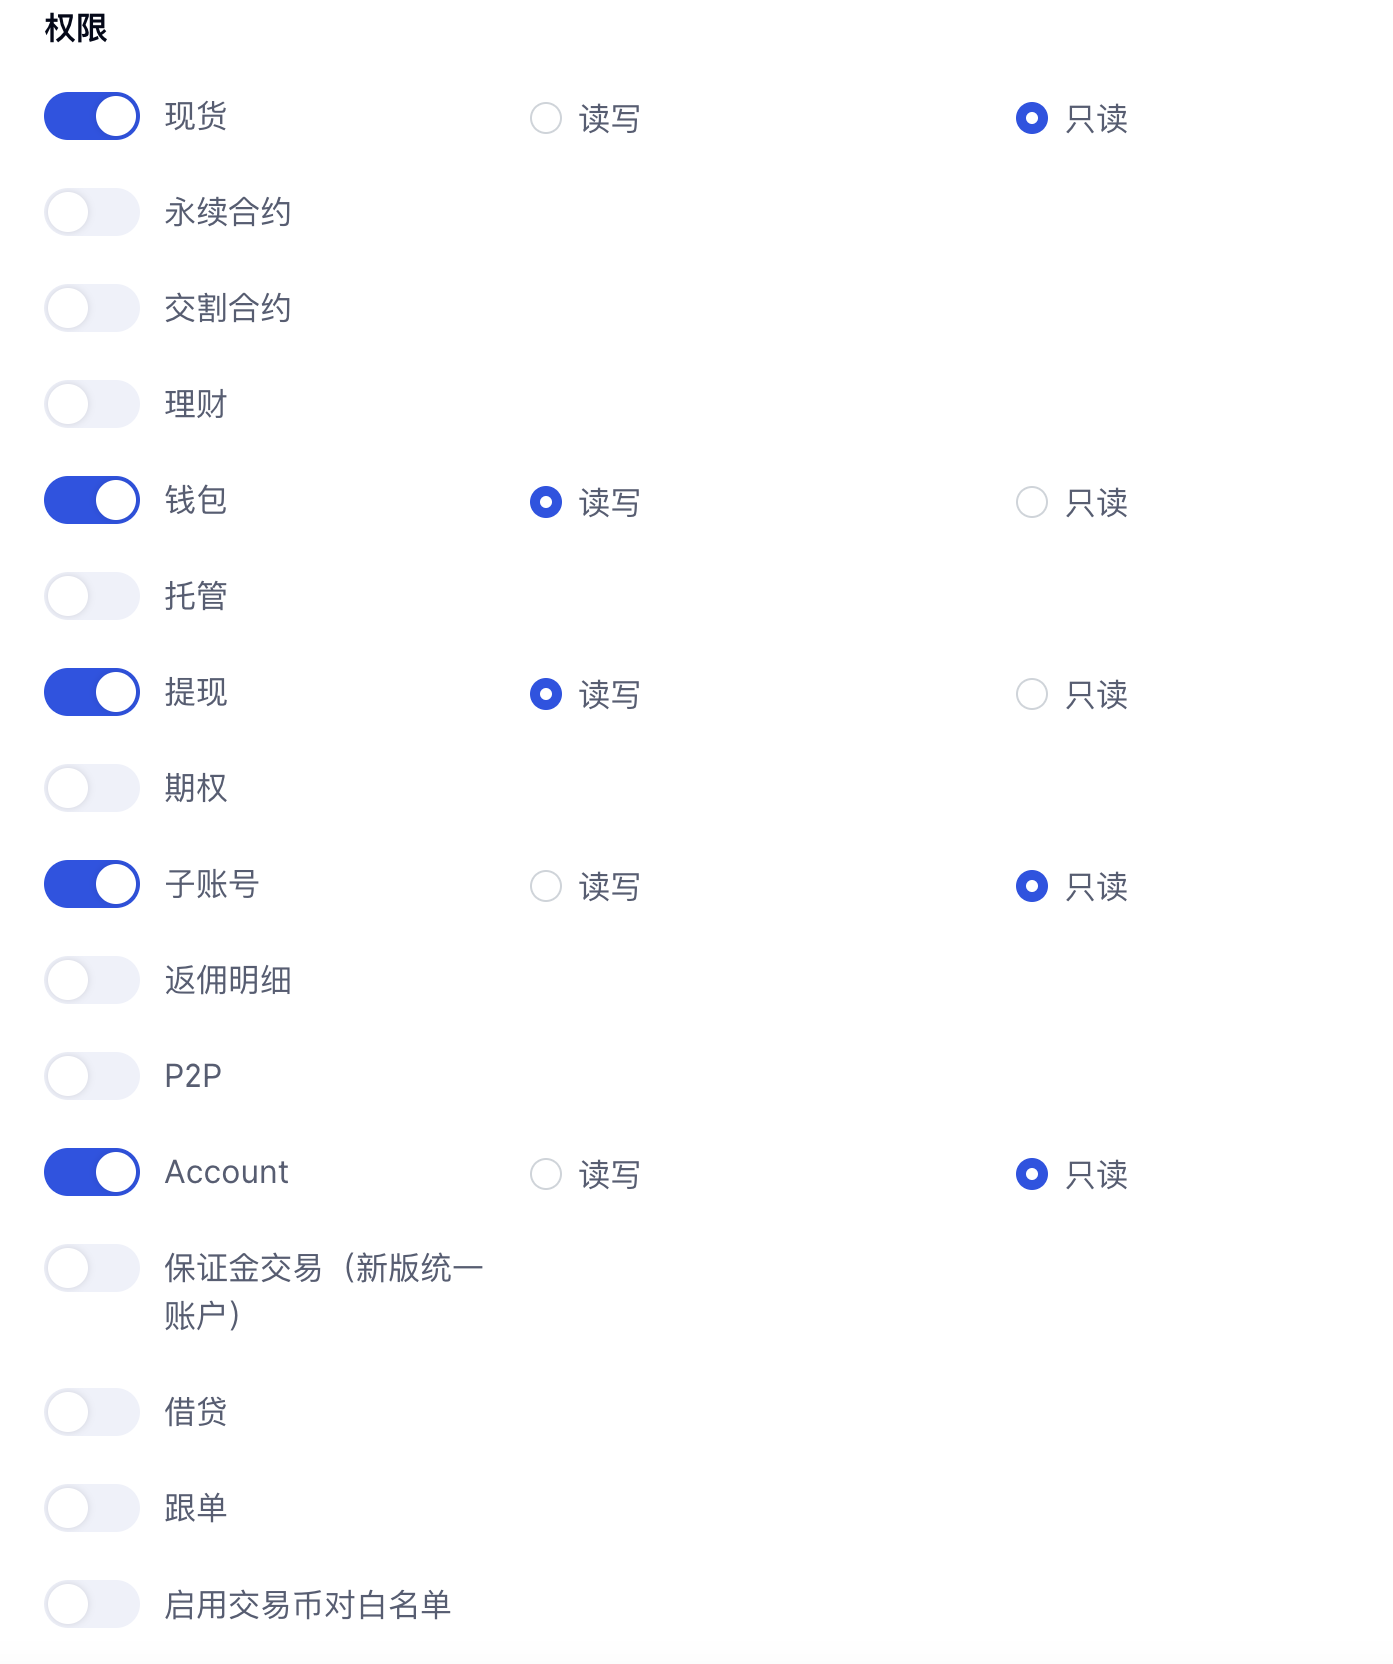 权限
现货 读写 只读
永续合约
交割合约
理财
钱包 读写 只读
托管
提现 读写 只读
期权
子账号 读写 只读
返佣明细
P2P
Account 读写 只读
保证金交易（新版统一
账户）
借贷
跟单
启用交易币对白名单